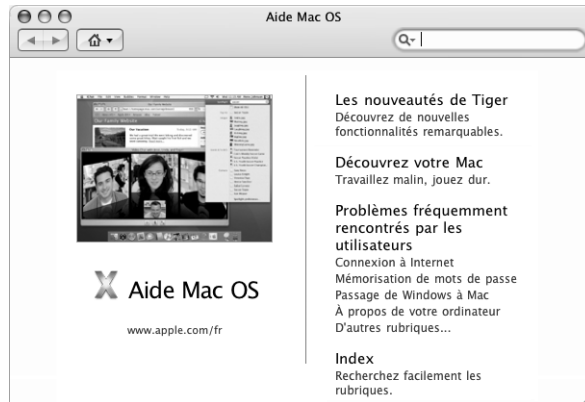 Aide Mac OS
Les nouveautés de Tiger
Découvrez de nouvelles
fonctionnalités remarquables.
Découvrez votre Mac
Travaillez malin, jouez dur.
Problèmes fréquemment
rencontrés par les
utilisateurs
Connexion à Internet
Mémorisation de mots de passe
Passage de Windows à Mac
À propos de votre ordinateur
D'autres rubriques...
Index
Recherchez facilement les
rubriques.
X Aide Mac OS
www.apple.com/fr